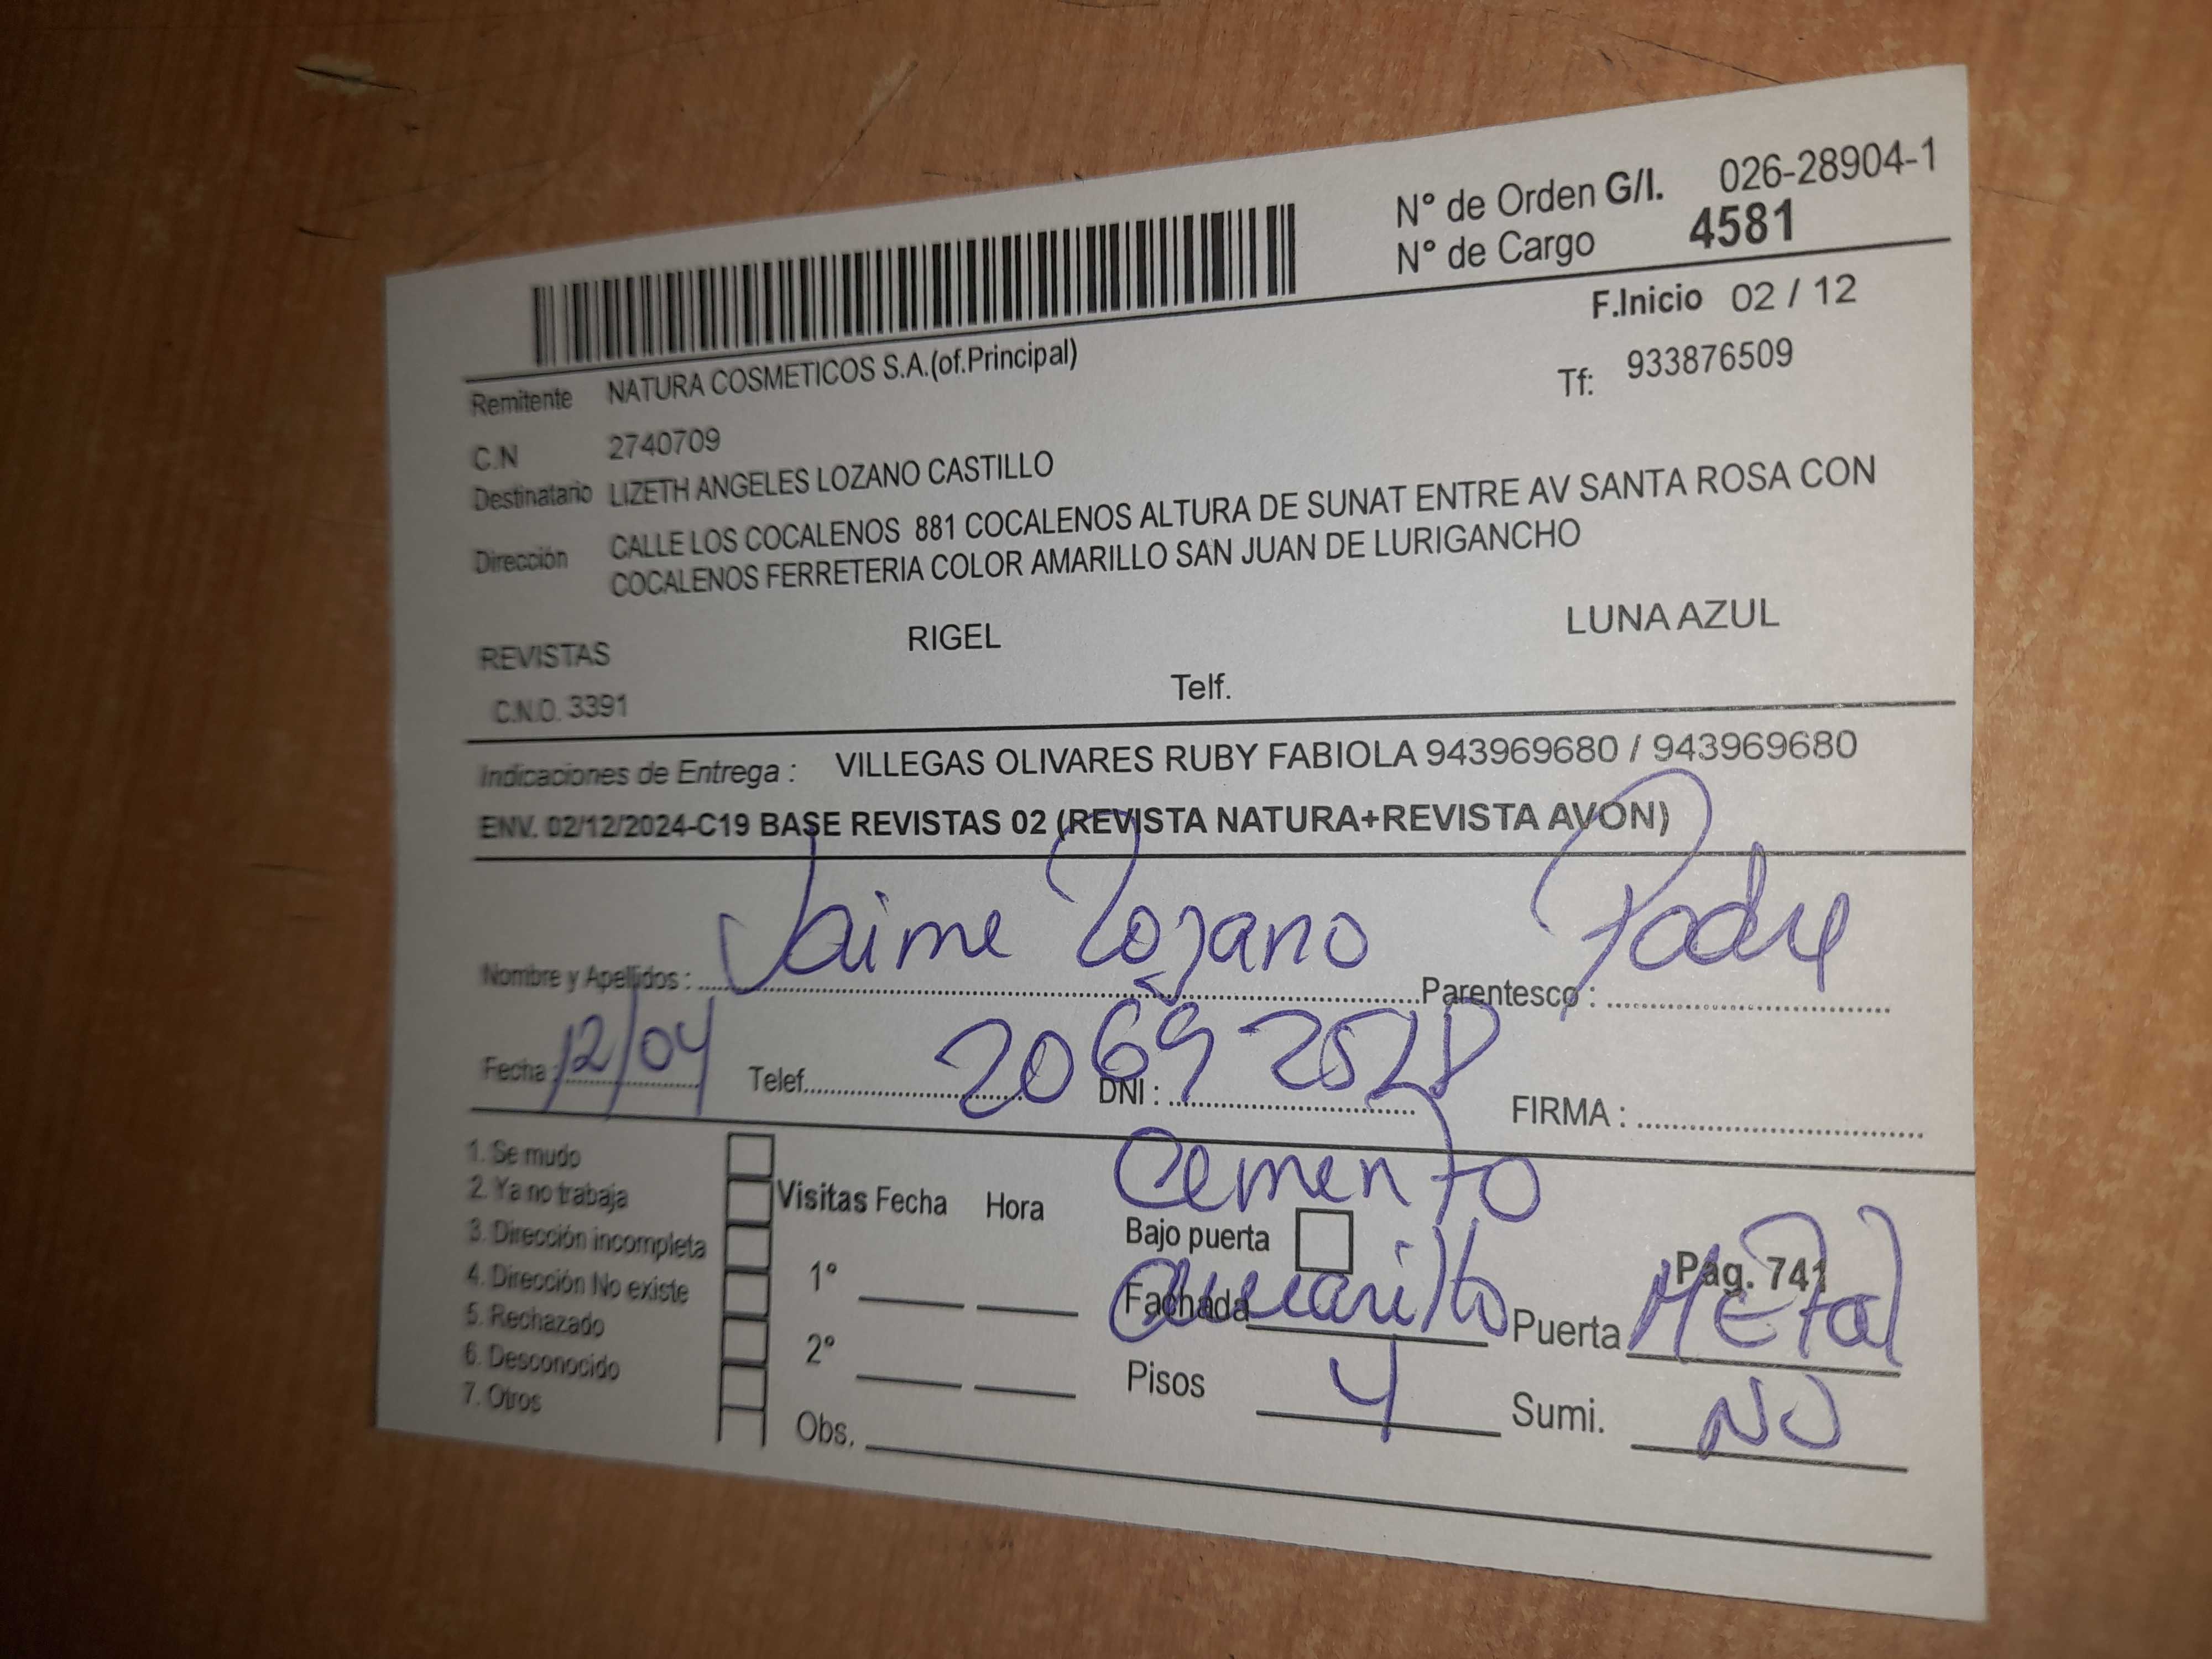 N° de Orden G/I. 026-28904-1
N° de Cargo 4581
F.Inicio 02 / 12
Remitente NATURA COSMETICOS S.A.(of.Principal)
Tf: 933876509
C.N 2740709
Destinatario LIZETH ANGELES LOZANO CASTILLO
Dirección CALLE LOS COCALENOS 881 COCALENOS ALTURA DE SUNAT ENTRE AV SANTA ROSA CON
COCALENOS FERRETERIA COLOR AMARILLO SAN JUAN DE LURIGANCHO
REVISTAS RIGEL LUNA AZUL
C.N.O. 3391 Telf.
Indicaciones de Entrega : VILLEGAS OLIVARES RUBY FABIOLA 943969680 / 943969680
ENV. 02/12/2024-C19 BASE REVISTAS 02 (REVISTA NATURA+REVISTA AVON)
Nombre y Apellidos : Jaime Lozano Parentesco : Padre
Fecha : 12/04 Telef. DNI : FIRMA :
1. Se mudo
2. Ya no trabaja
3. Dirección incompleta
4. Dirección No existe
5. Rechazado
6. Desconocido
7. Otros
Visitas Fecha Hora
1°
2°
Obs.
Cemento
Bajo puerta
Pág. 741
Fachada Amarillo Puerta Metal
Pisos 4 Sumi. NO